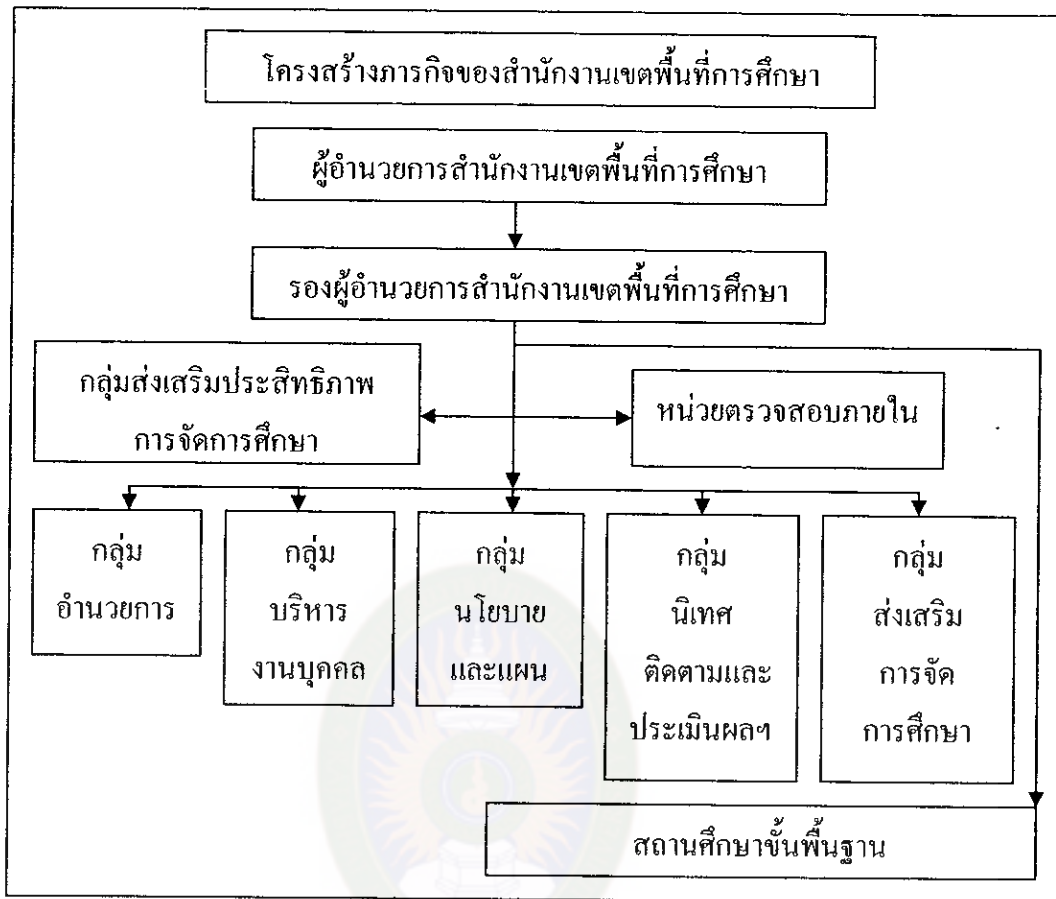 โครงสร้างภารกิจของสำนักงานเขตพื้นที่การศึกษา
ผู้อำนวยการสำนักงานเขตพื้นที่การศึกษา
รองผู้อำนวยการสำนักงานเขตพื้นที่การศึกษา
กลุ่มส่งเสริมประสิทธิภาพ
การจัดการศึกษา
หน่วยตรวจสอบภายใน
กลุ่ม
อำนวยการ
กลุ่ม
บริหาร
งานบุคคล
กลุ่ม
นโยบาย
และแผน
กลุ่ม
นิเทศ
ติดตามและ
ประเมินผลฯ
กลุ่ม
ส่งเสริม
การจัด
การศึกษา
สถานศึกษาขั้นพื้นฐาน